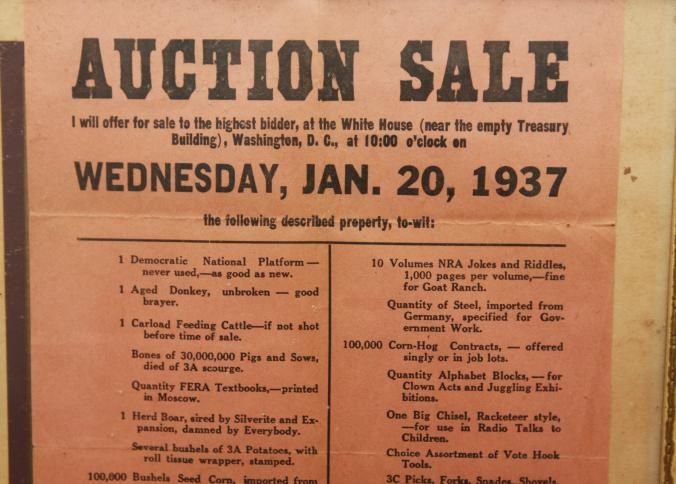 AUCTION SALE
I will offer for sale to the highest bidder, at the White House (near the empty Treasury
Building), Washington, D. C., at 10:00 o'clock on
WEDNESDAY, JAN. 20, 1937
the following described property, to-wit:
1 Democratic National Platform—
never used,—as good as new.
1 Aged Donkey, unbroken — good
brayer.
1 Carload Feeding Cattle—if not shot
before time of sale.
Bones of 30,000,000 Pigs and Sows,
died of 3A scourge.
Quantity FERA Textbooks,—printed
in Moscow.
1 Herd Boar, sired by Silverite and Ex-
pansion, damned by Everybody.
Several bushels of 3A Potatoes, with
roll tissue wrapper, stamped.
100,000 Bushels Seed Corn, imported from
10 Volumes NRA Jokes and Riddles,
1,000 pages per volume,—fine
for Goat Ranch.
Quantity of Steel, imported from
Germany, specified for Gov-
ernment Work.
100,000 Corn-Hog Contracts, — offered
singly or in job lots.
Quantity Alphabet Blocks, — for
Clown Acts and Juggling Exhi-
bitions.
One Big Chisel, Racketeer style,
—for use in Radio Talks to
Children.
Choice Assortment of Vote Hook
Tools.
3C Picks, Forks, Spades, Shovels,